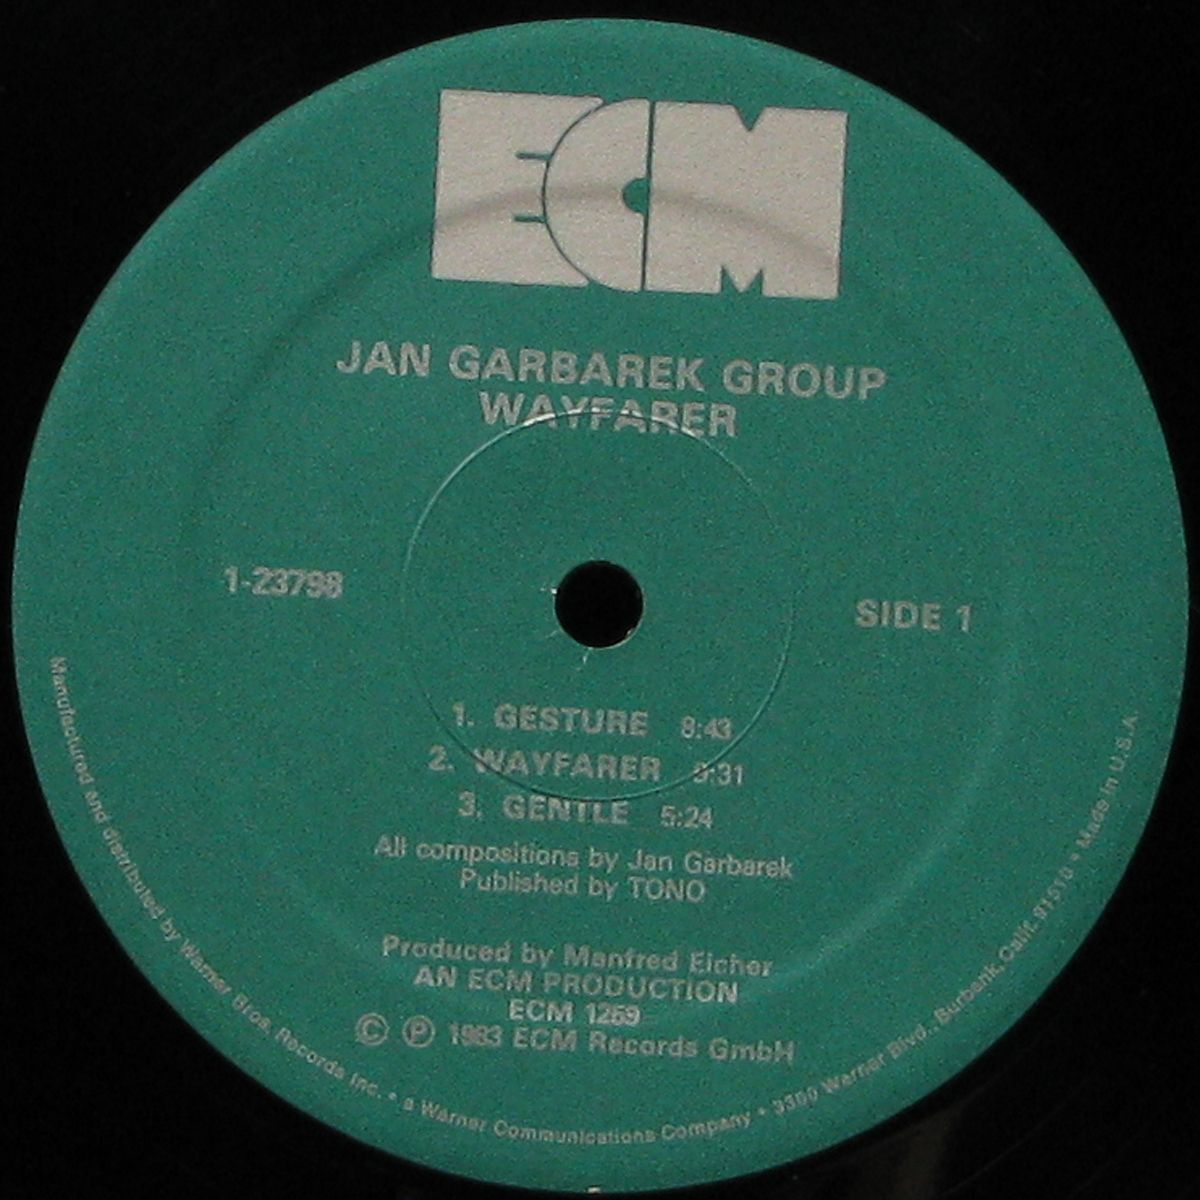 ECM
JAN GARBAREK GROUP
WAYFARER
1-23798
SIDE 1
1. GESTURE 8:43
2. WAYFARER 9:31
3. GENTLE 5:24
All compositions by Jan Garbarek
Published by TONO
Produced by Manfred Eicher
AN ECM PRODUCTION
ECM 1259
© ℗ 1983 ECM Records GmbH
Manufactured and distributed by Warner Bros. Records Inc. • a Warner Communications Company • 3300 Warner Blvd., Burbank, Calif. 91510 • Made in U.S.A.